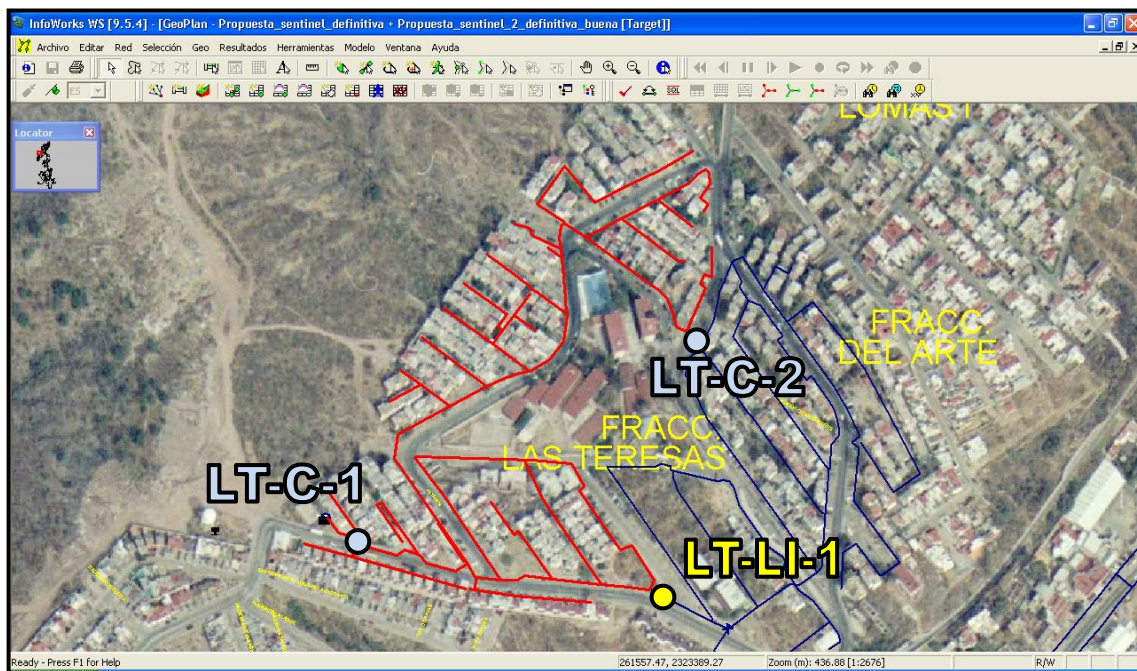 InfoWorks WS [9.5.4] - [GeoPlan - Propuesta_sentinel_definitiva + Propuesta_sentinel_2_definitiva_buena [Target]]
Archivo Editar Red Selección Geo Resultados Herramientas Modelo Ventana Ayuda
ES
SQL
Locator
LOMAS I
FRACC.
DEL ARTE
LT-C-2
FRACC.
LAS TERESAS
LT-C-1
LT-LI-1
Ready - Press F1 for Help
261557.47, 2323389.27
Zoom (m): 436.88 [1:2676]
R/W